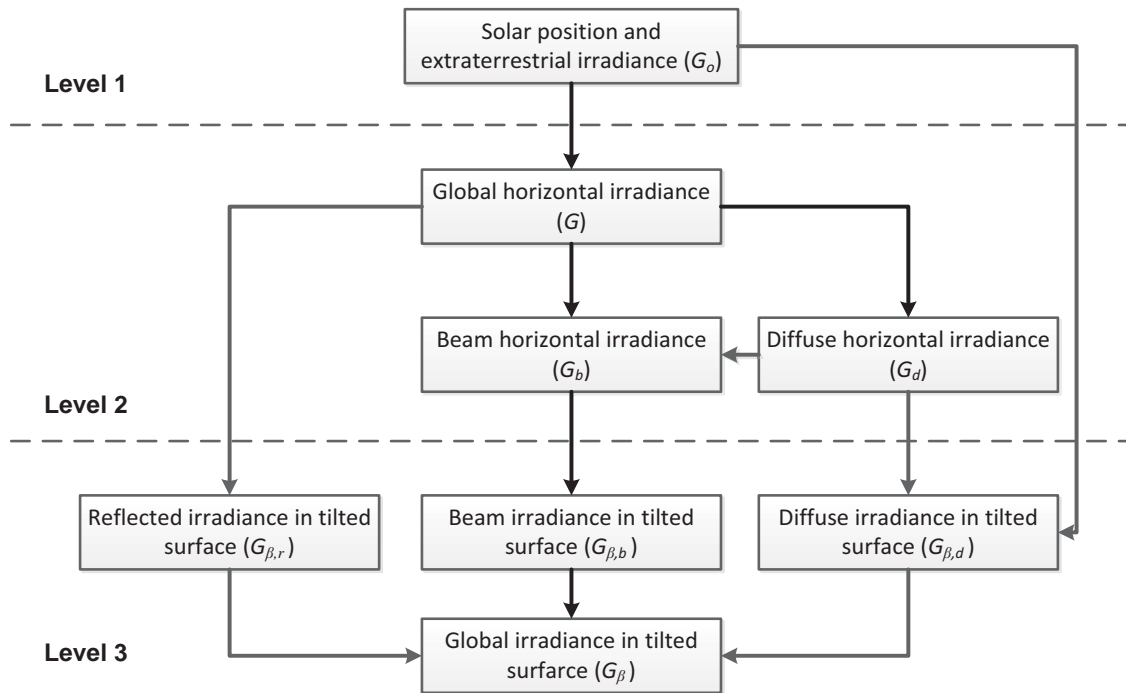 Solar position and
extraterrestrial irradiance (Go)
Level 1
Global horizontal irradiance
(G)
Beam horizontal irradiance
(Gb)
Diffuse horizontal irradiance
(Gd)
Level 2
Reflected irradiance in tilted
surface (Gβ,r)
Beam irradiance in tilted
surface (Gβ,b)
Diffuse irradiance in tilted
surface (Gβ,d)
Level 3
Global irradiance in tilted
surfarce (Gβ)